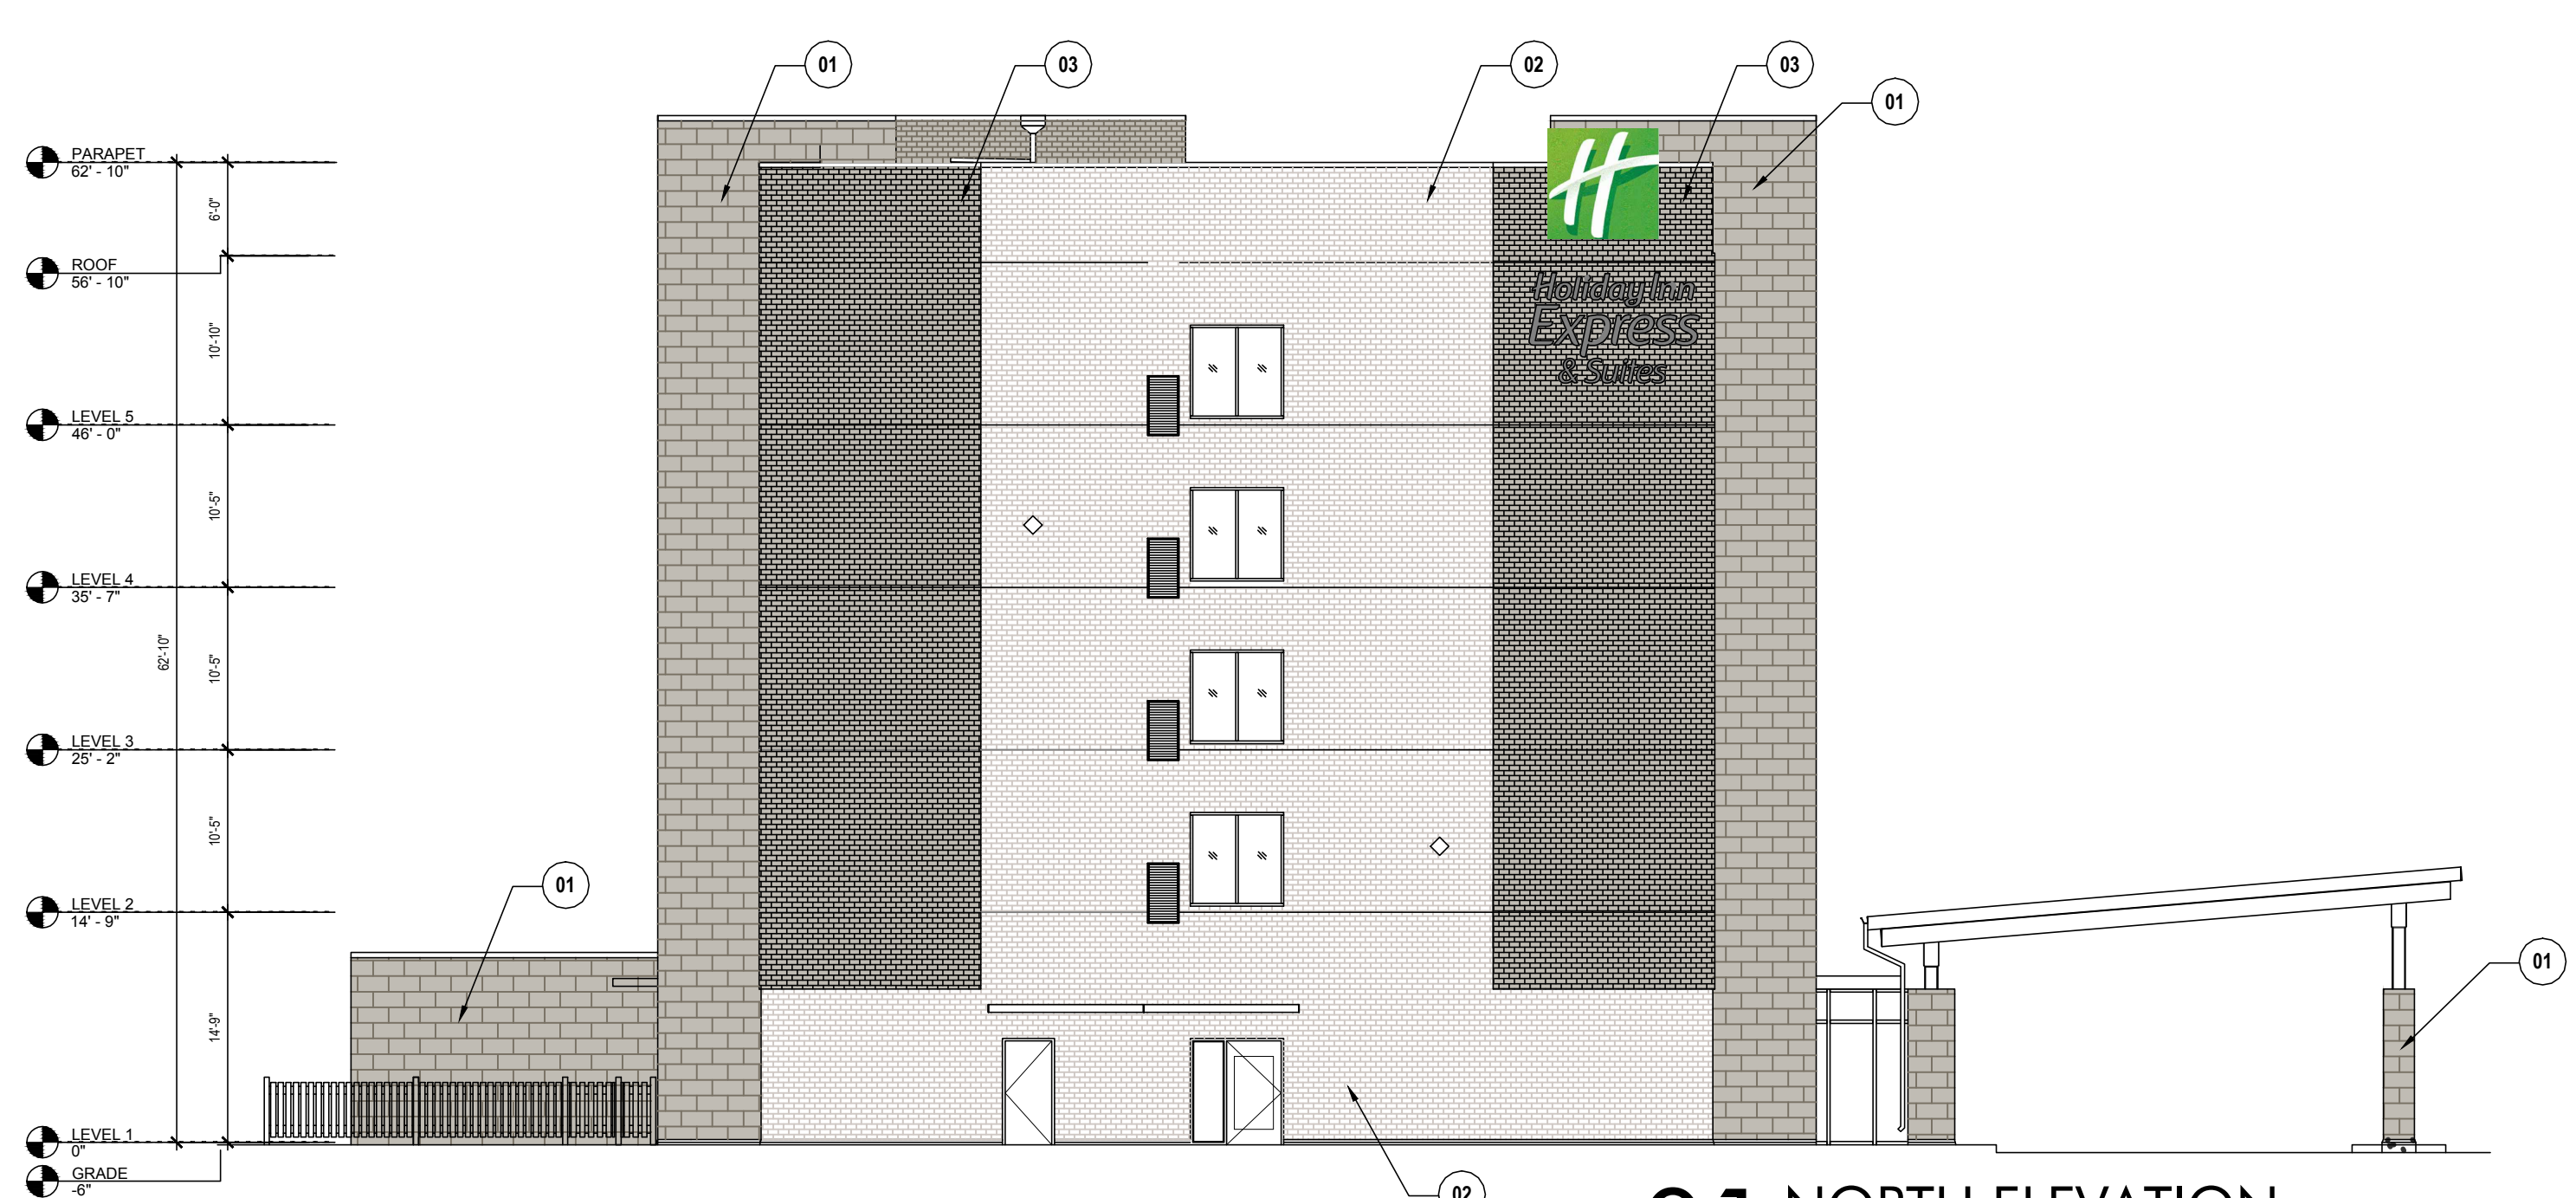 01
03
02
03
01
PARAPET
62' - 10"
6'-0"
ROOF
56' - 10"
Holiday Inn
Express
& Suites
10'-10"
LEVEL 5
46' - 0"
10'-5"
LEVEL 4
35' - 7"
62'-10"
10'-5"
LEVEL 3
25' - 2"
10'-5"
01
LEVEL 2
14' - 9"
01
14'-9"
LEVEL 1
0"
GRADE
-6"
02
01 NORTH ELEVATION